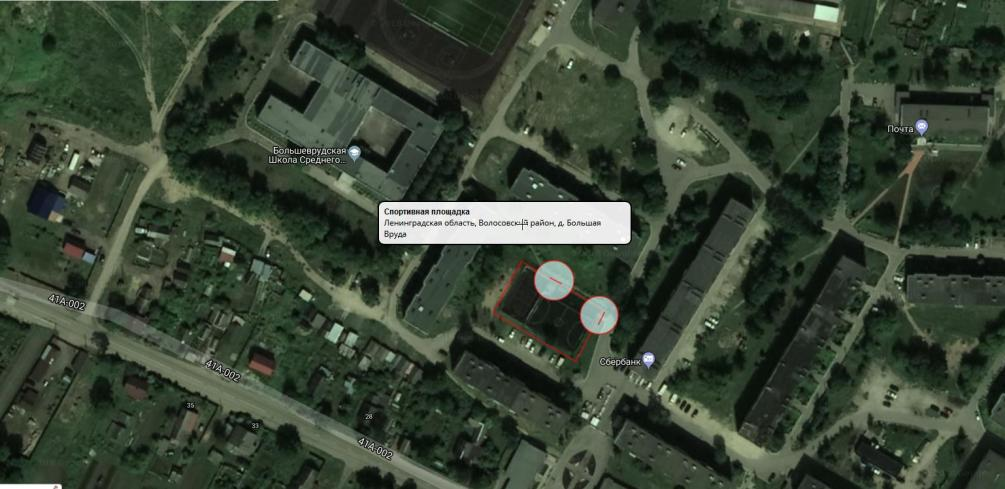 Почта
Большеврудская
Школа Среднего...
Спортивная площадка
Ленинградская область, Волосовский район, д. Большая
Вруда
41А-002
41А-002
Сбербанк
35
33
28
41А-002